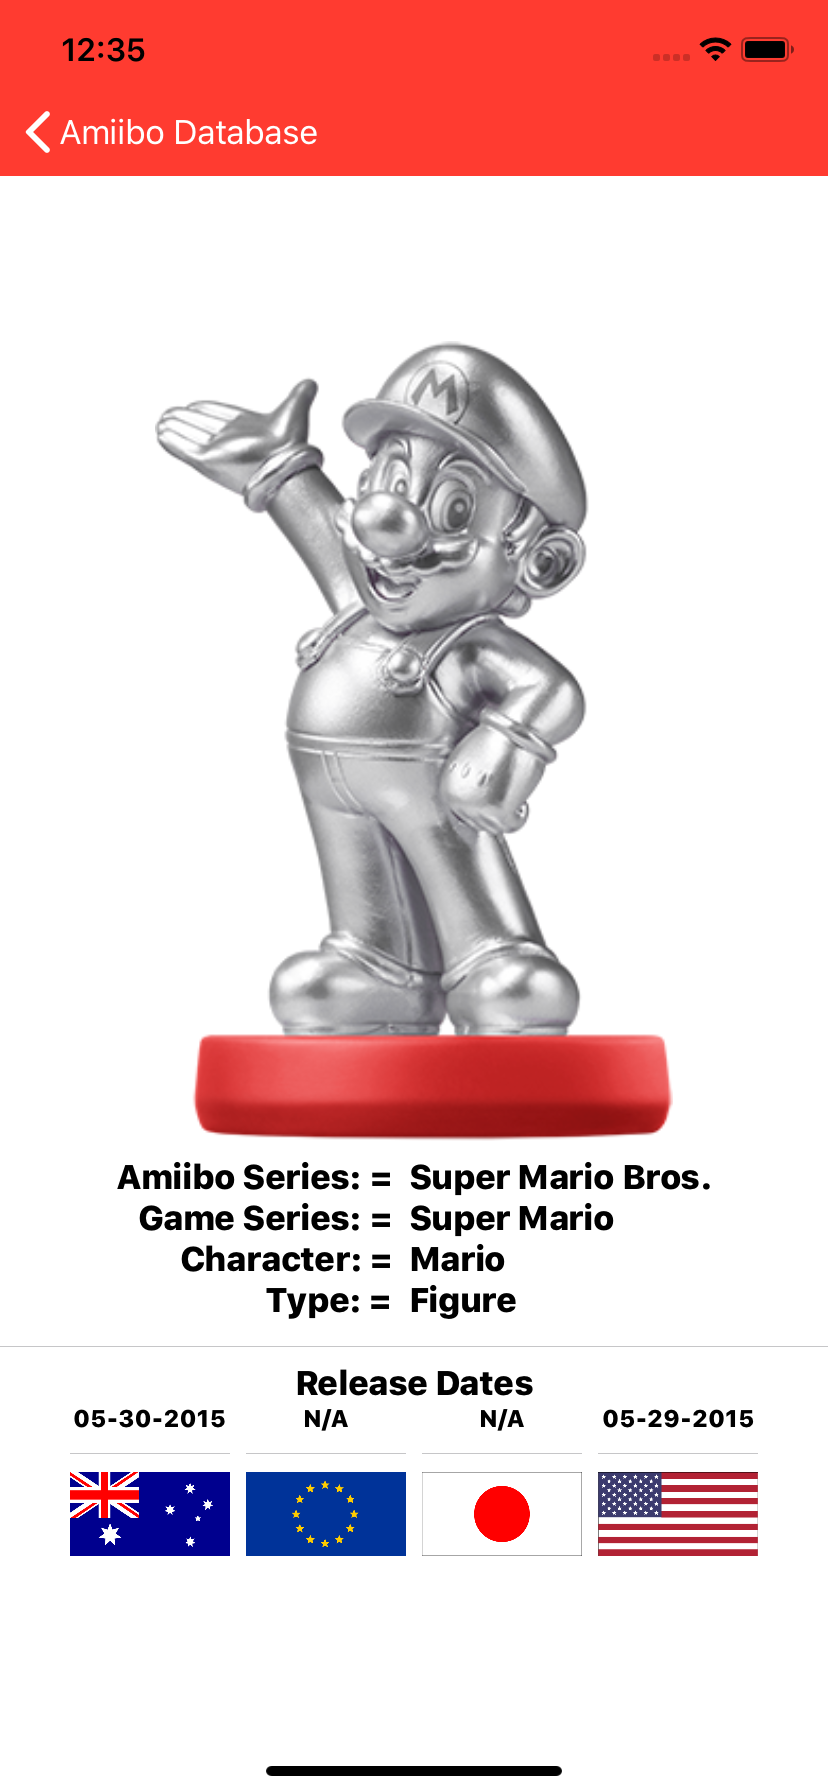 12:35
Amiibo Database
M
Amiibo Series: = Super Mario Bros.
Game Series: = Super Mario
Character: = Mario
Type: = Figure
Release Dates
05-30-2015 N/A N/A 05-29-2015